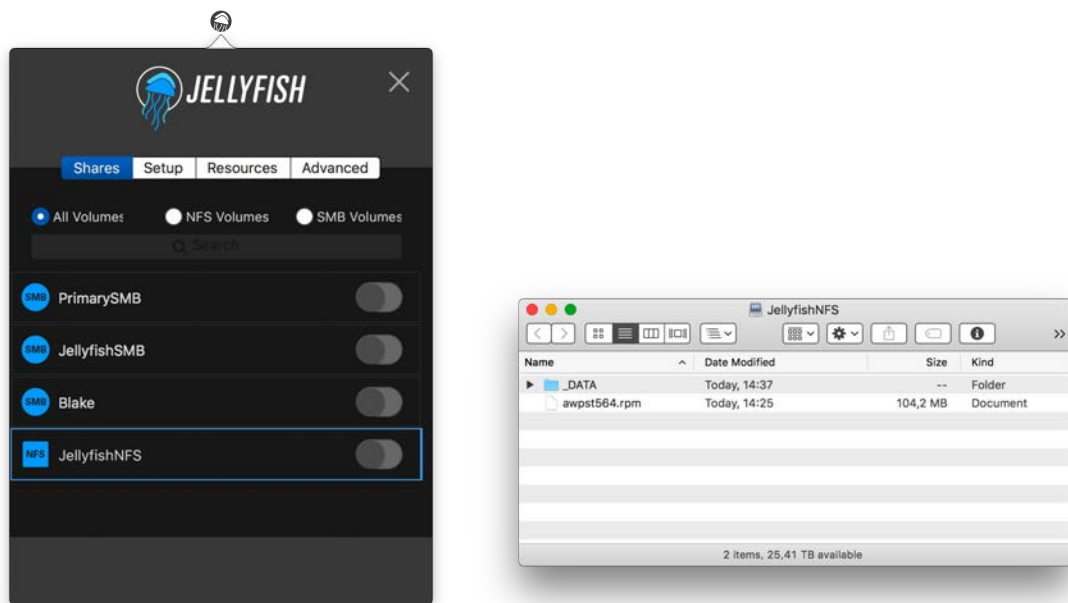 JELLYFISH
Shares Setup Resources Advanced
All Volumes NFS Volumes SMB Volumes
Search
SMB PrimarySMB
SMB JellyfishSMB
SMB Blake
NFS JellyfishNFS
JellyfishNFS
Name Date Modified Size Kind
_DATA Today, 14:37 -- Folder
awpst564.rpm Today, 14:25 104,2 MB Document
2 items, 25,41 TB available